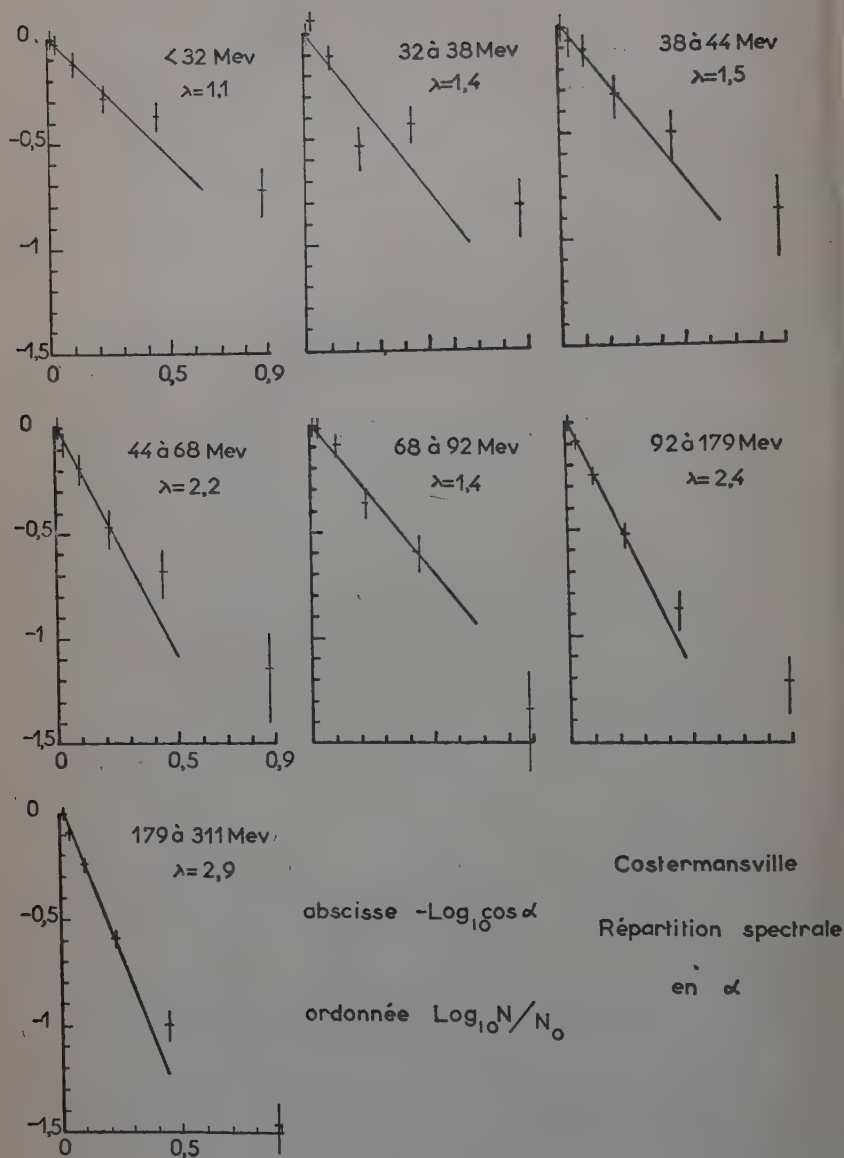 0
-0,5
-1
-1,5
0 0,5 0,9
< 32 Mev
λ=1,1
32 à 38 Mev
λ=1,4
38 à 44 Mev
λ=1,5
0
-0,5
-1
-1,5
0 0,5 0,9
44 à 68 Mev
λ=2,2
68 à 92 Mev
λ=1,4
92 à 179 Mev
λ=2,4
0
-0,5
-1
-1,5
0 0,5
179 à 311 Mev
λ=2,9
abscisse -Log₁₀cos α
ordonnée Log₁₀N/N₀
Costermansville
Répartition spectrale
en α